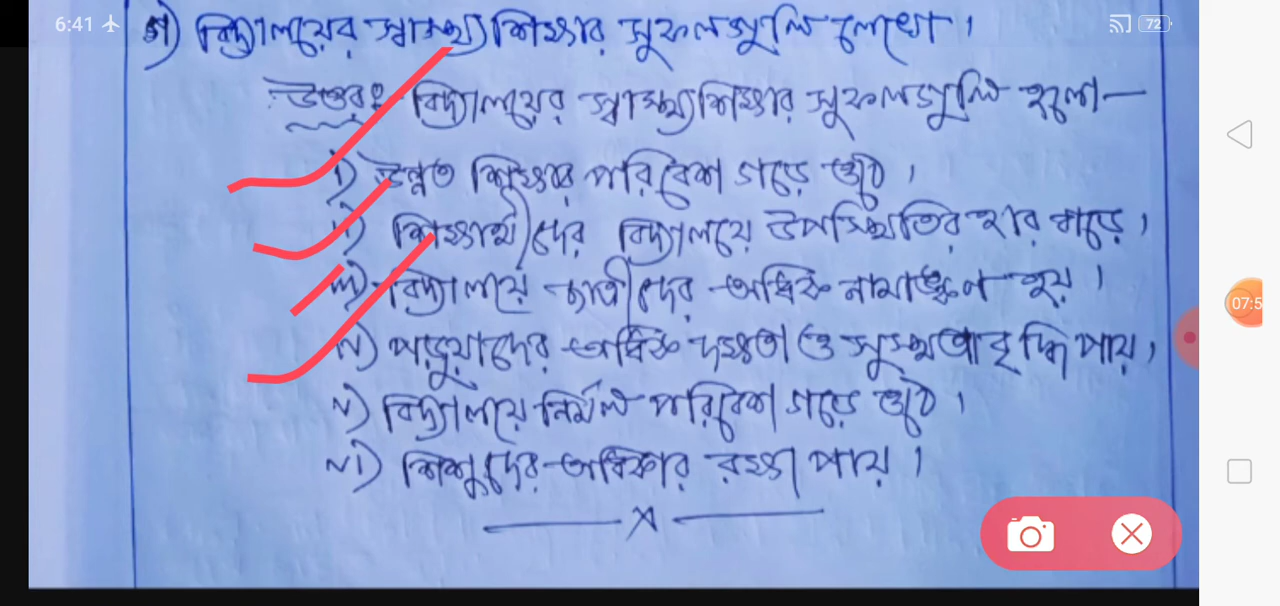 6:41
72
গ) বিদ্যালয়ের স্বাস্থ্যশিক্ষার সুফলগুলি লেখো।
উত্তরঃ বিদ্যালয়ের স্বাস্থ্যশিক্ষার সুফলগুলি হলো—
i) উন্নত শিক্ষার পরিবেশ গড়ে ওঠে।
ii) শিক্ষার্থীদের বিদ্যালয়ে উপস্থিতির হার বাড়ে।
iii) বিদ্যালয়ে ছাত্রীদের অধিক নামাঙ্কন হয়।
iv) পড়ুয়াদের অধিক দক্ষতা ও সুস্থতা বৃদ্ধি পায়,
v) বিদ্যালয়ে নির্মল পরিবেশ গড়ে ওঠে।
vi) শিশুদের অধিকার রক্ষা পায়।
07:5